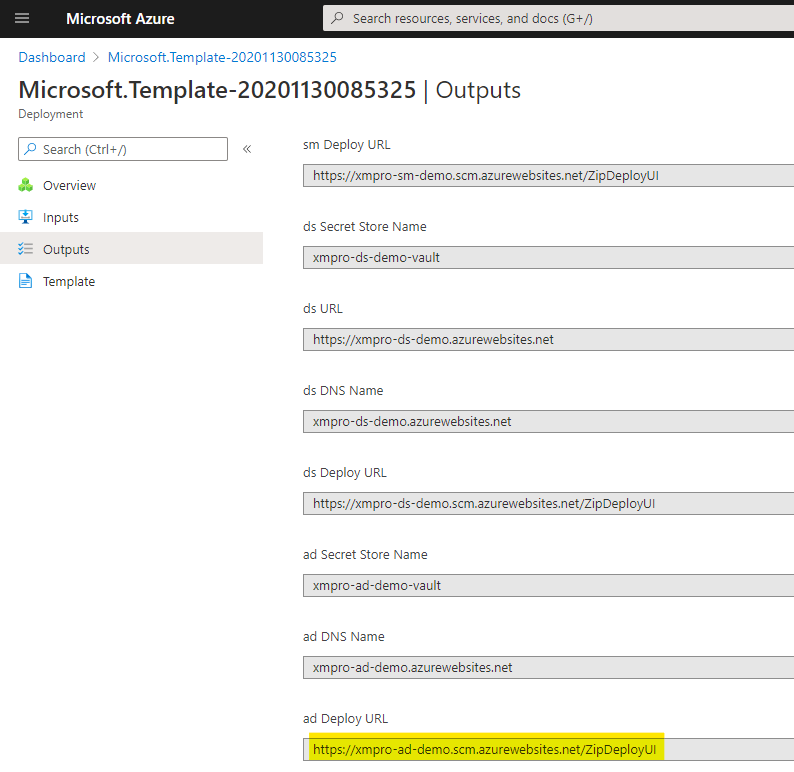 Microsoft Azure
Search resources, services, and docs (G+/)
Dashboard > Microsoft.Template-20201130085325
Microsoft.Template-20201130085325 | Outputs
Deployment
Search (Ctrl+/)
«
Overview
Inputs
Outputs
Template
sm Deploy URL
https://xmpro-sm-demo.scm.azurewebsites.net/ZipDeployUI
ds Secret Store Name
xmpro-ds-demo-vault
ds URL
https://xmpro-ds-demo.azurewebsites.net
ds DNS Name
xmpro-ds-demo.azurewebsites.net
ds Deploy URL
https://xmpro-ds-demo.scm.azurewebsites.net/ZipDeployUI
ad Secret Store Name
xmpro-ad-demo-vault
ad DNS Name
xmpro-ad-demo.azurewebsites.net
ad Deploy URL
https://xmpro-ad-demo.scm.azurewebsites.net/ZipDeployUI